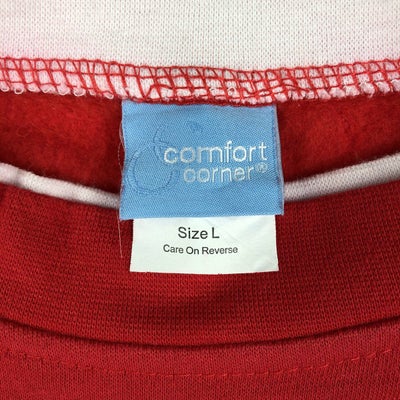 comfort
corner®
Size L
Care On Reverse